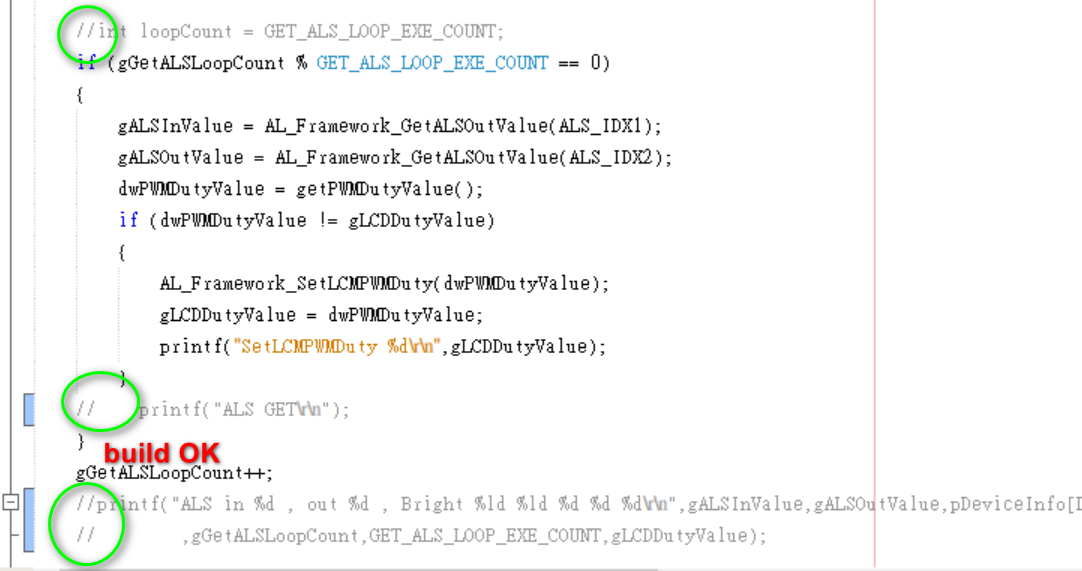 //int loopCount = GET_ALS_LOOP_EXE_COUNT;
if (gGetALSLoopCount % GET_ALS_LOOP_EXE_COUNT == 0)
{
gALSInValue = AL_Framework_GetALSOutValue(ALS_IDX1);
gALSOutValue = AL_Framework_GetALSOutValue(ALS_IDX2);
dwPWMDutyValue = getPWMDutyValue();
if (dwPWMDutyValue != gLCDDutyValue)
{
AL_Framework_SetLCMPWMDuty(dwPWMDutyValue);
gLCDDutyValue = dwPWMDutyValue;
printf("SetLCMPWMDuty %d\r\n",gLCDDutyValue);
}
// printf("ALS GET\r\n");
}
build OK
gGetALSLoopCount++;
//printf("ALS in %d , out %d , Bright %ld %ld %d %d %d\r\n",gALSInValue,gALSOutValue,pDeviceInfo[
// ,gGetALSLoopCount,GET_ALS_LOOP_EXE_COUNT,gLCDDutyValue);